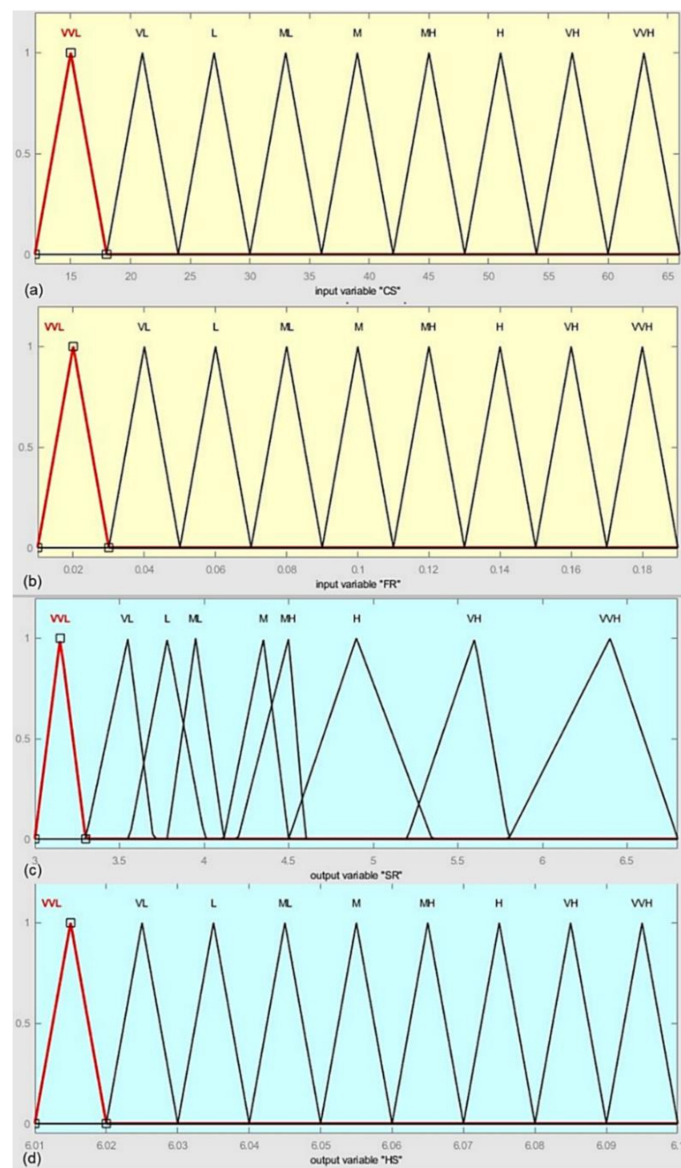 VVL VL L ML M MH H VH VVH
1
0.5
0
15 20 25 30 35 40 45 50 55 60 65
(a) input variable "CS"
VVL VL L ML M MH H VH VVH
1
0.5
0
0.02 0.04 0.06 0.08 0.1 0.12 0.14 0.16 0.18
(b) input variable "FR"
VVL VL L ML M MH H VH VVH
1
0.5
0
3 3.5 4 4.5 5 5.5 6 6.5
(c) output variable "SR"
VVL VL L ML M MH H VH VVH
1
0.5
0
6.01 6.02 6.03 6.04 6.05 6.06 6.07 6.08 6.09
(d) output variable "HS"